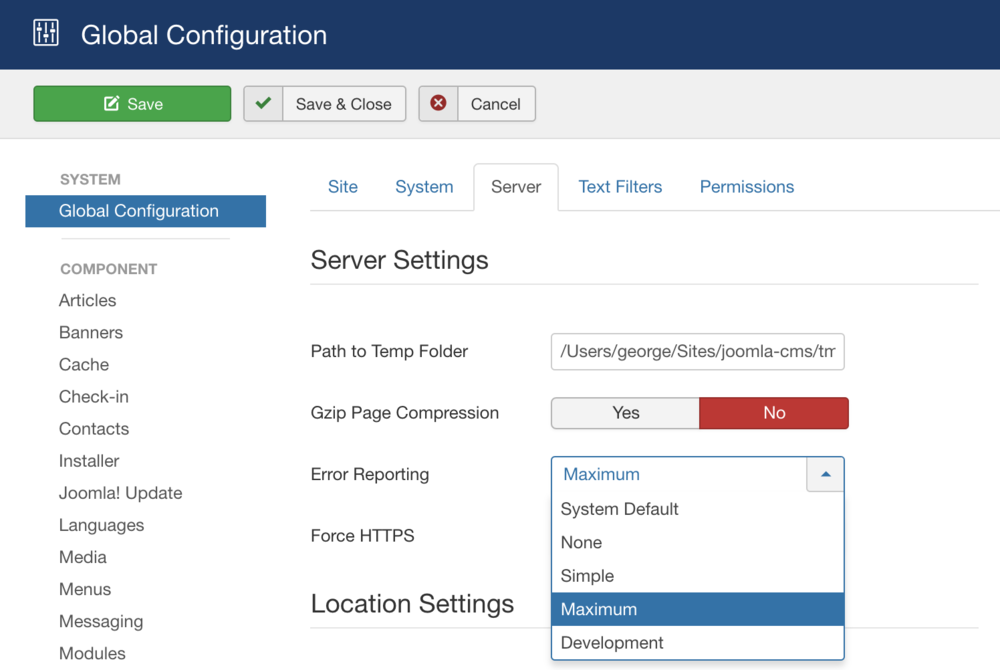 Global Configuration
Save
Save & Close
Cancel
SYSTEM
Global Configuration
COMPONENT
Articles
Banners
Cache
Check-in
Contacts
Installer
Joomla! Update
Languages
Media
Menus
Messaging
Modules
Site
System
Server
Text Filters
Permissions
Server Settings
Path to Temp Folder
/Users/george/Sites/joomla-cms/tm
Gzip Page Compression
Yes
No
Error Reporting
Maximum
System Default
None
Simple
Maximum
Development
Force HTTPS
Location Settings